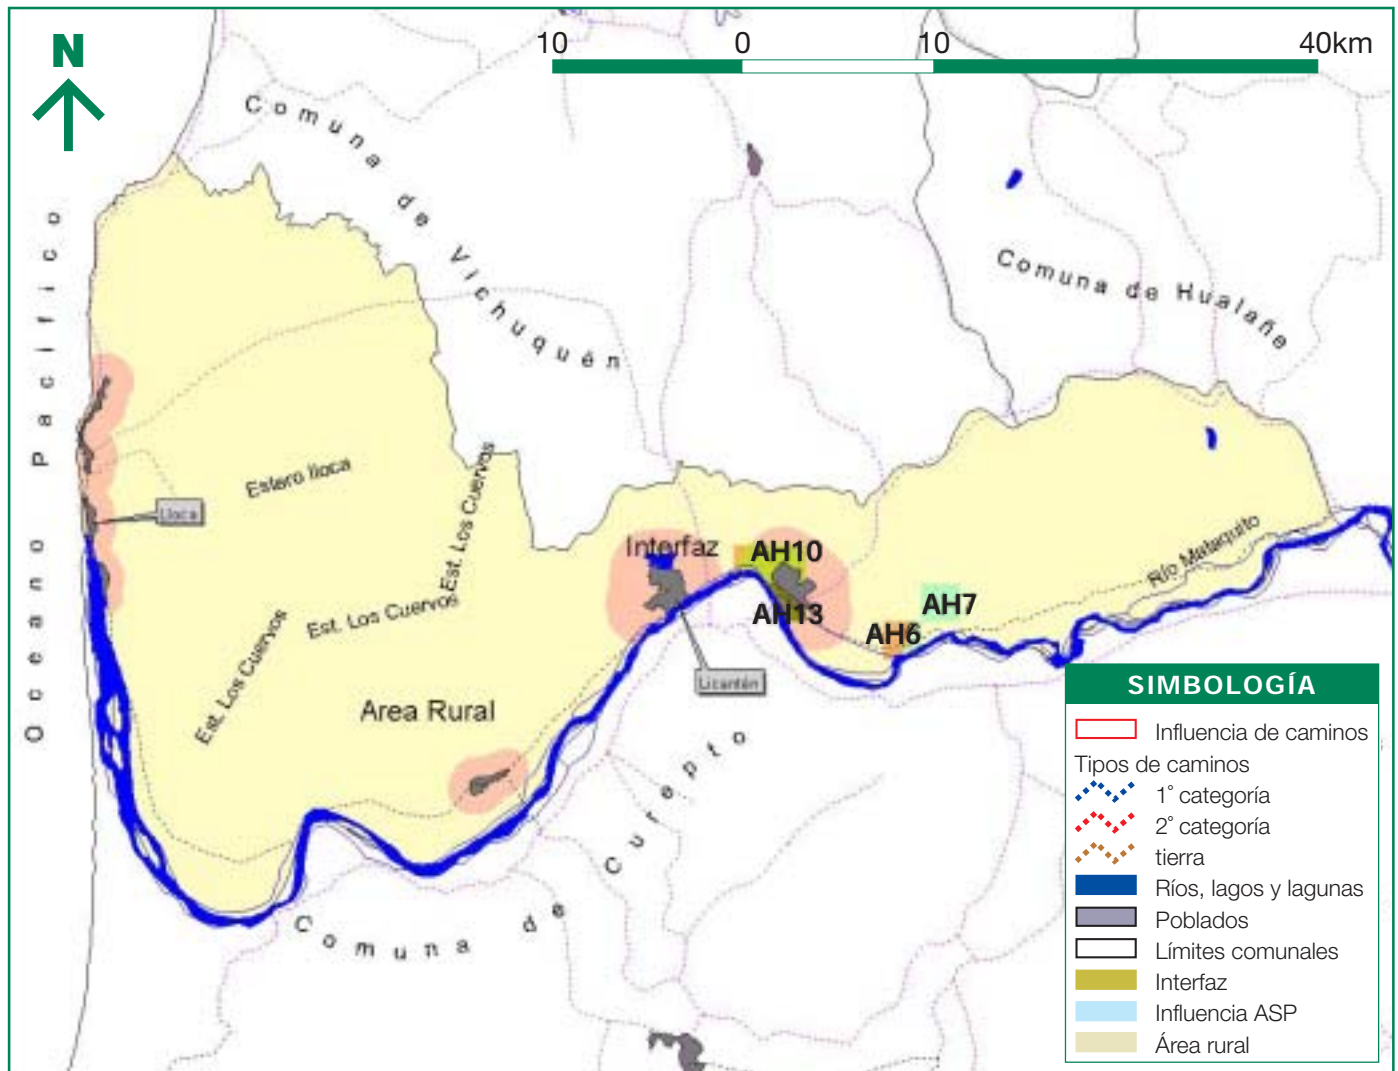 N
10 0 10 40km
Comuna de Vichuquén
Comuna de Hualañe
Oceano Pacífico
Estero Iloca
Est. Los Cuervos
Iloca
Interfaz
AH10
Est. Los Cuervos
Est. Los Cuervos
AH13
AH7
AH6
Río Mataquito
Licantén
Area Rural
Comuna de Curepto
SIMBOLOGÍA
Influencia de caminos
Tipos de caminos
1° categoría
2° categoría
tierra
Ríos, lagos y lagunas
Poblados
Límites comunales
Interfaz
Influencia ASP
Área rural